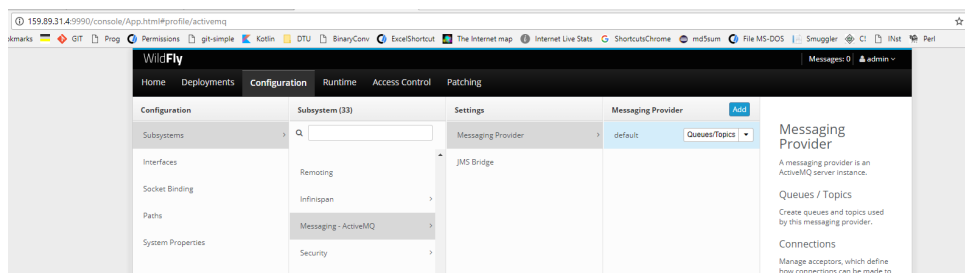 159.89.31.4:9990/console/App.html#profile/activemq
okmarks GIT Prog Permissions git-simple Kotlin DTU BinaryConv ExcelShortcut The Internet map Internet Live Stats ShortcutsChrome md5sum File MS-DOS Smuggler C! INst Perl
WildFly Messages: 0 admin
Home Deployments Configuration Runtime Access Control Patching
Configuration Subsystem (33) Settings Messaging Provider Add
Subsystems Messaging Provider default Queues/Topics
Interfaces JMS Bridge
Remoting
Socket Binding
Infinispan
Paths
Messaging - ActiveMQ
System Properties
Security
Messaging
Provider
A messaging provider is an
ActiveMQ server instance.
Queues / Topics
Create queues and topics used
by this messaging provider.
Connections
Manage acceptors, which define
how connections can be made to